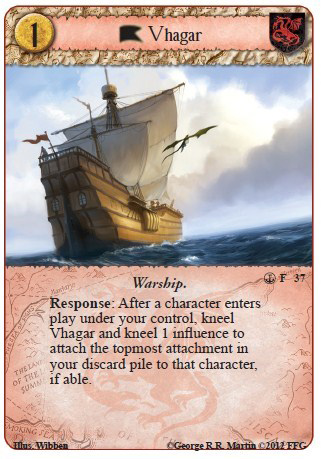 1
Vhagar
Warship.
F 37
Response: After a character enters
play under your control, kneel
Vhagar and kneel 1 influence to
attach the topmost attachment in
your discard pile to that character,
if able.
SMOKING SEA
Illus. Wibben
©George R.R. Martin ©2012 FFG